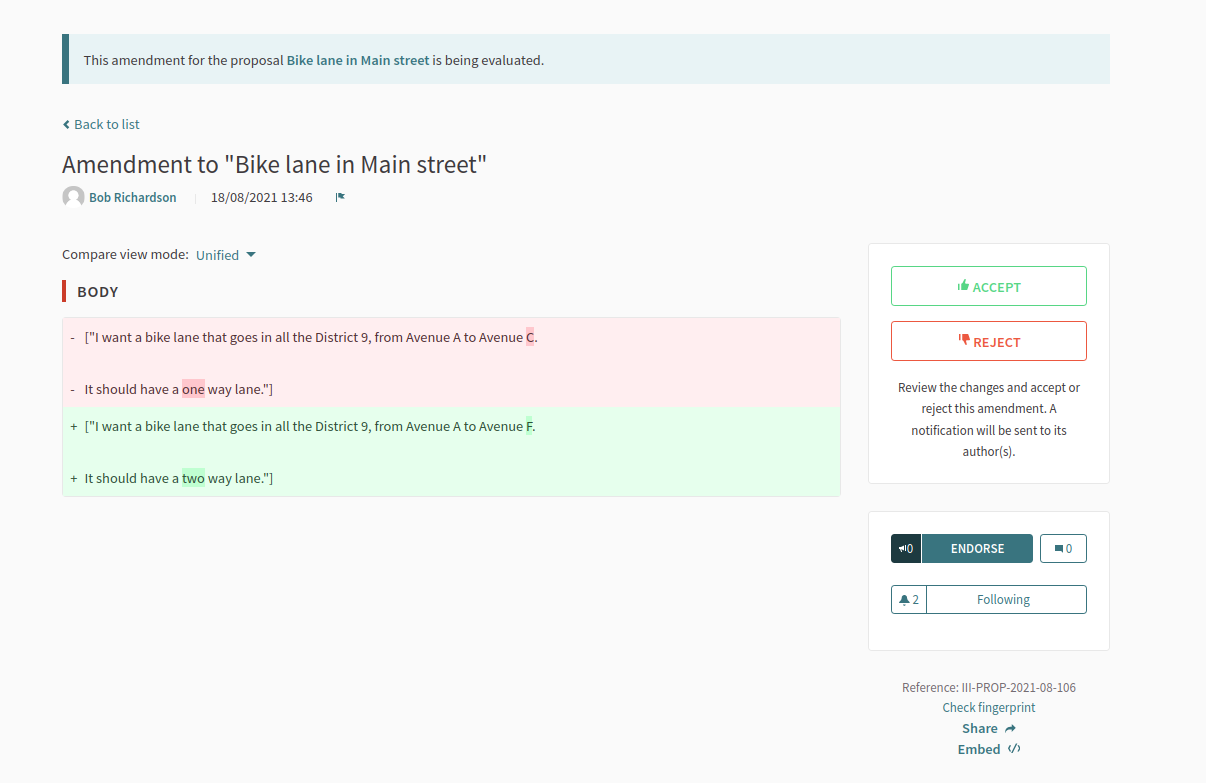 This amendment for the proposal Bike lane in Main street is being evaluated.
Back to list
Amendment to "Bike lane in Main street"
Bob Richardson 18/08/2021 13:46
Compare view mode: Unified
BODY
- ["I want a bike lane that goes in all the District 9, from Avenue A to Avenue C.
- It should have a one way lane."]
+ ["I want a bike lane that goes in all the District 9, from Avenue A to Avenue F.
+ It should have a two way lane."]
ACCEPT
REJECT
Review the changes and accept or
reject this amendment. A
notification will be sent to its
author(s).
0 ENDORSE 0
2 Following
Reference: III-PROP-2021-08-106
Check fingerprint
Share
Embed